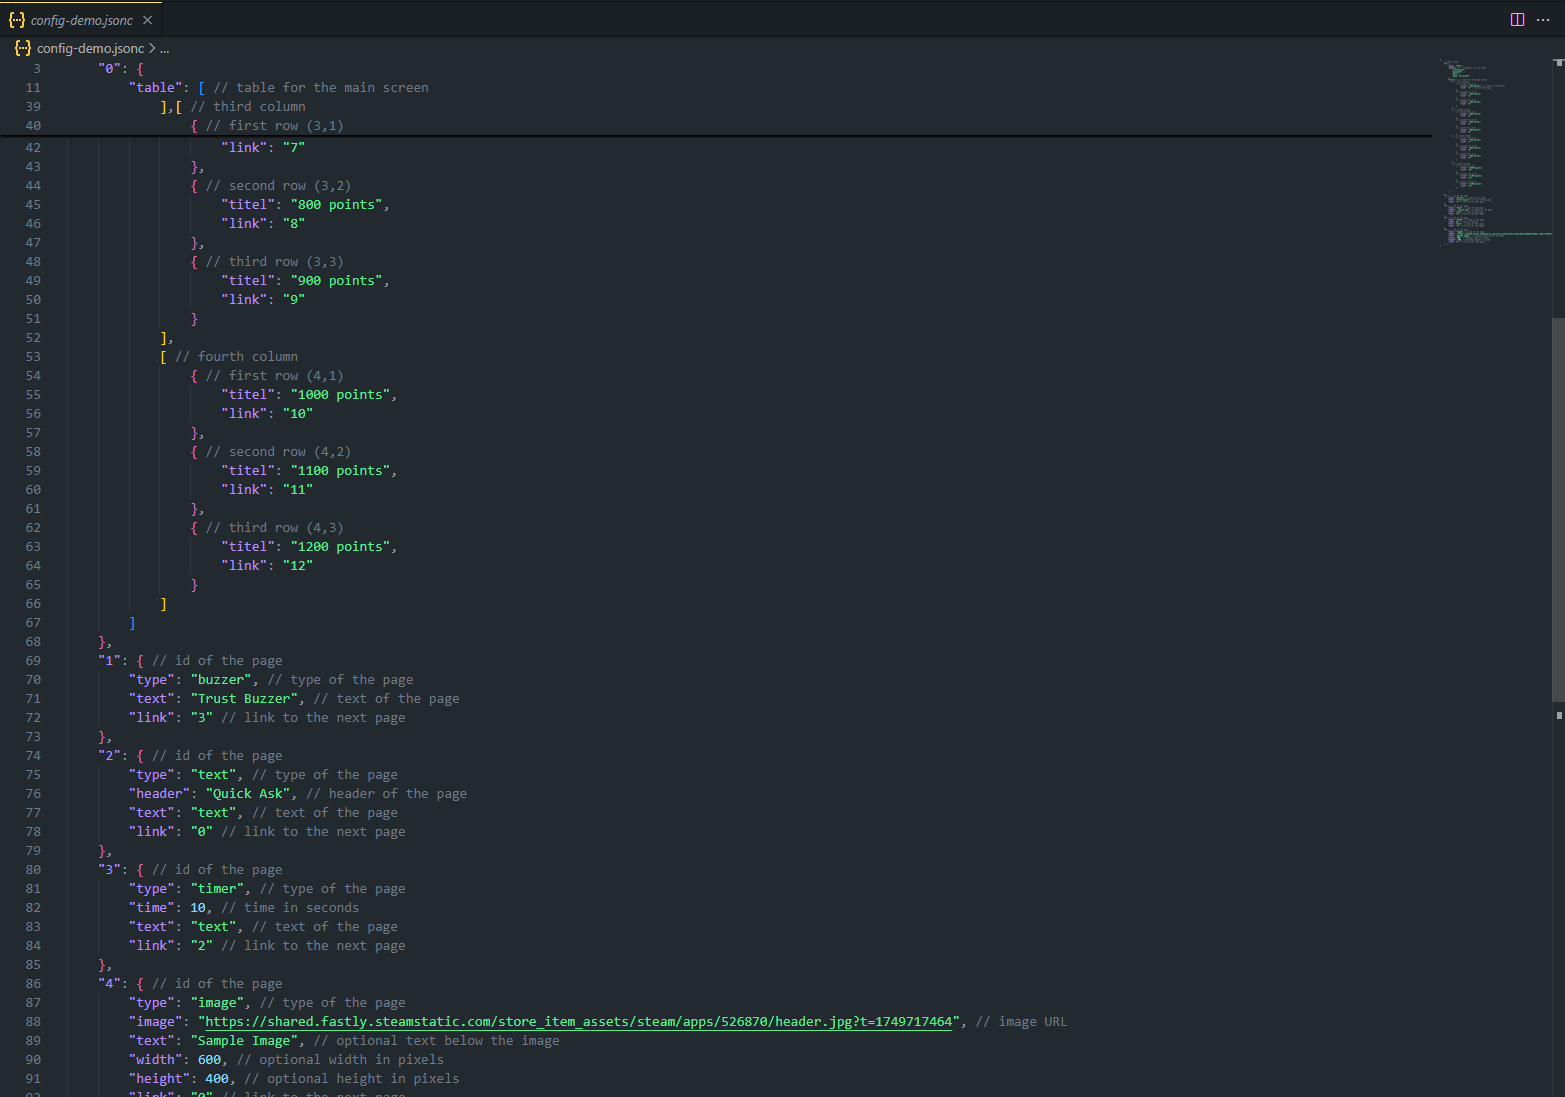 config-demo.jsonc
config-demo.jsonc > ...
3 "0": {
11 "table": [ // table for the main screen
39 ],[ // third column
40 { // first row (3,1)
42 "link": "7"
43 },
44 { // second row (3,2)
45 "titel": "800 points",
46 "link": "8"
47 },
48 { // third row (3,3)
49 "titel": "900 points",
50 "link": "9"
51 }
52 ],
53 [ // fourth column
54 { // first row (4,1)
55 "titel": "1000 points",
56 "link": "10"
57 },
58 { // second row (4,2)
59 "titel": "1100 points",
60 "link": "11"
61 },
62 { // third row (4,3)
63 "titel": "1200 points",
64 "link": "12"
65 }
66 ]
67 ]
68 },
69 "1": { // id of the page
70 "type": "buzzer", // type of the page
71 "text": "Trust Buzzer", // text of the page
72 "link": "3" // link to the next page
73 },
74 "2": { // id of the page
75 "type": "text", // type of the page
76 "header": "Quick Ask", // header of the page
77 "text": "text", // text of the page
78 "link": "0" // link to the next page
79 },
80 "3": { // id of the page
81 "type": "timer", // type of the page
82 "time": 10, // time in seconds
83 "text": "text", // text of the page
84 "link": "2" // link to the next page
85 },
86 "4": { // id of the page
87 "type": "image", // type of the page
88 "image": "https://shared.fastly.steamstatic.com/store_item_assets/steam/apps/526870/header.jpg?t=1749717464", // image URL
89 "text": "Sample Image", // optional text below the image
90 "width": 600, // optional width in pixels
91 "height": 400, // optional height in pixels
92 "link": "0" // link to the next page